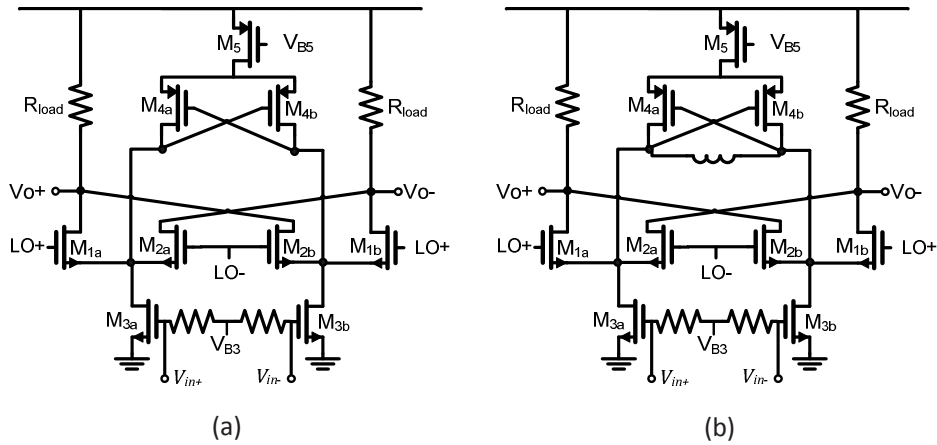 M5 VB5
M4a M4b
Rload Rload
Vo+ Vo-
LO+ M1a M2a M2b M1b LO+
LO-
M3a M3b
VB3
Vin+ Vin-
(a)
M5 VB5
M4a M4b
Rload Rload
Vo+ Vo-
LO+ M1a M2a M2b M1b LO+
LO-
M3a M3b
VB3
Vin+ Vin-
(b)